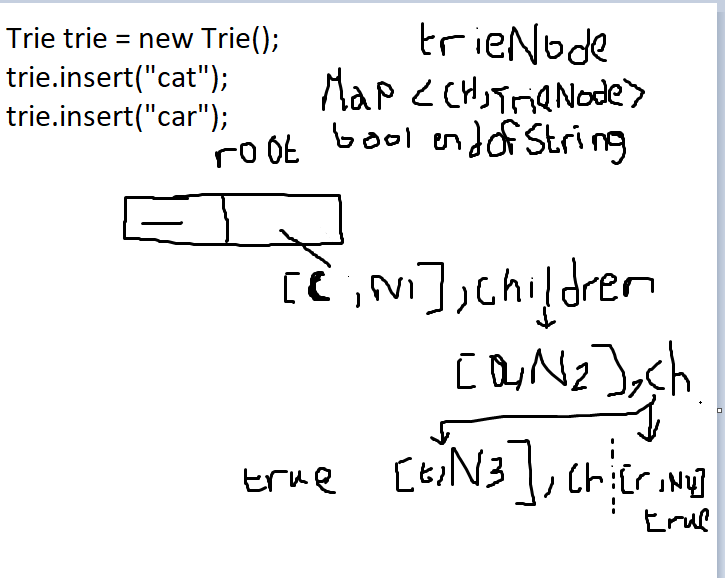 Trie trie = new Trie();
trie.insert("cat");
trie.insert("car");
trieNode
Map < CH, TrieNode>
bool endofString
root
[C, N1], children
[a, N2], ch
true [t, N3], ch [r, N4]
true